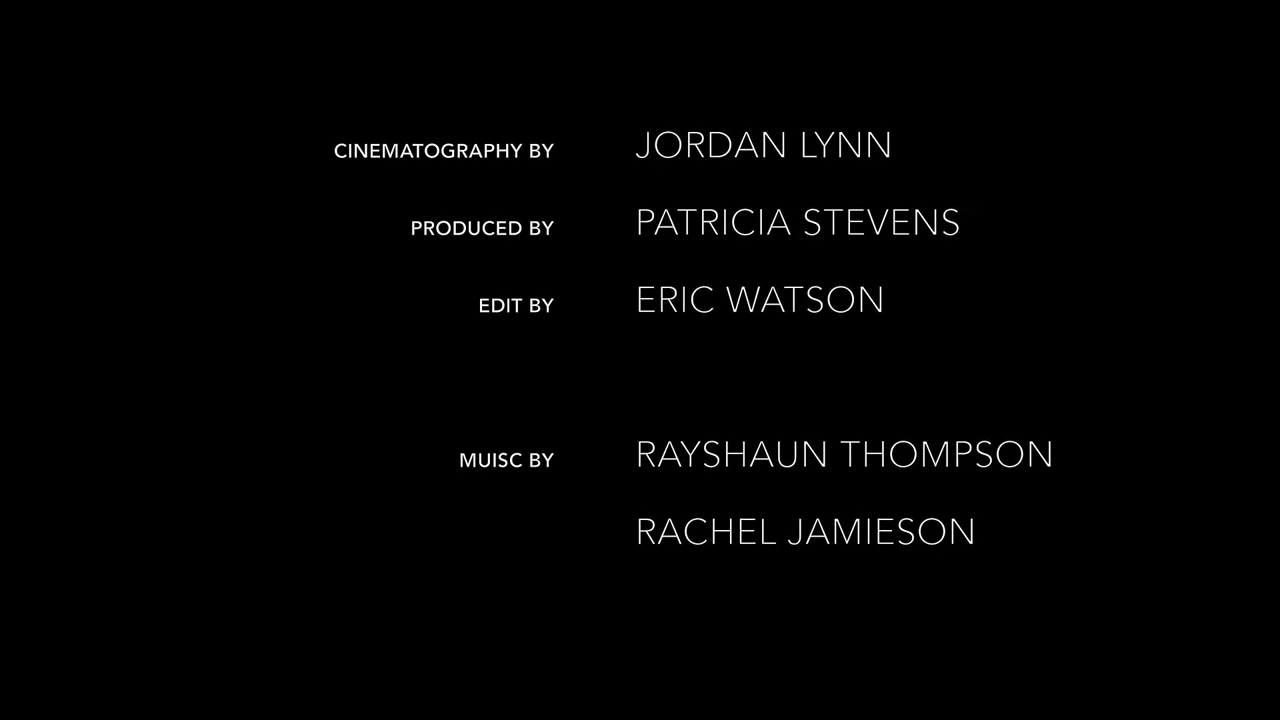 CINEMATOGRAPHY BY JORDAN LYNN
PRODUCED BY PATRICIA STEVENS
EDIT BY ERIC WATSON
MUISC BY RAYSHAUN THOMPSON
RACHEL JAMIESON